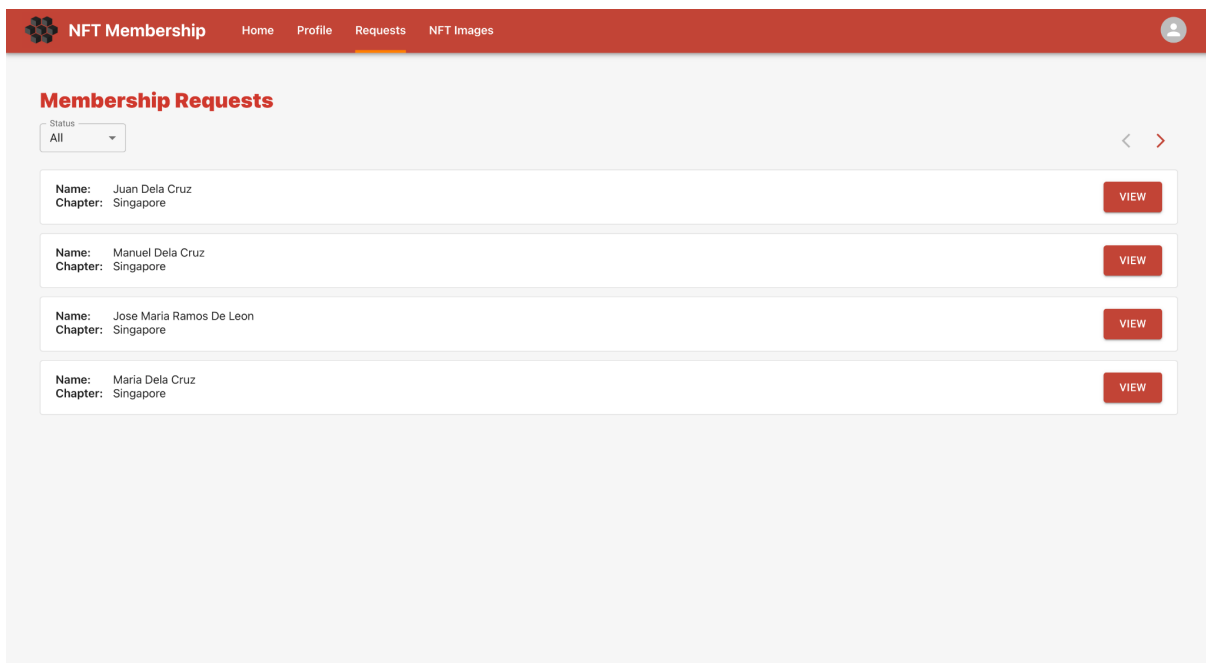 NFT Membership Home Profile Requests NFT Images
Membership Requests
Status
All
Name: Juan Dela Cruz
Chapter: Singapore
VIEW
Name: Manuel Dela Cruz
Chapter: Singapore
VIEW
Name: Jose Maria Ramos De Leon
Chapter: Singapore
VIEW
Name: Maria Dela Cruz
Chapter: Singapore
VIEW